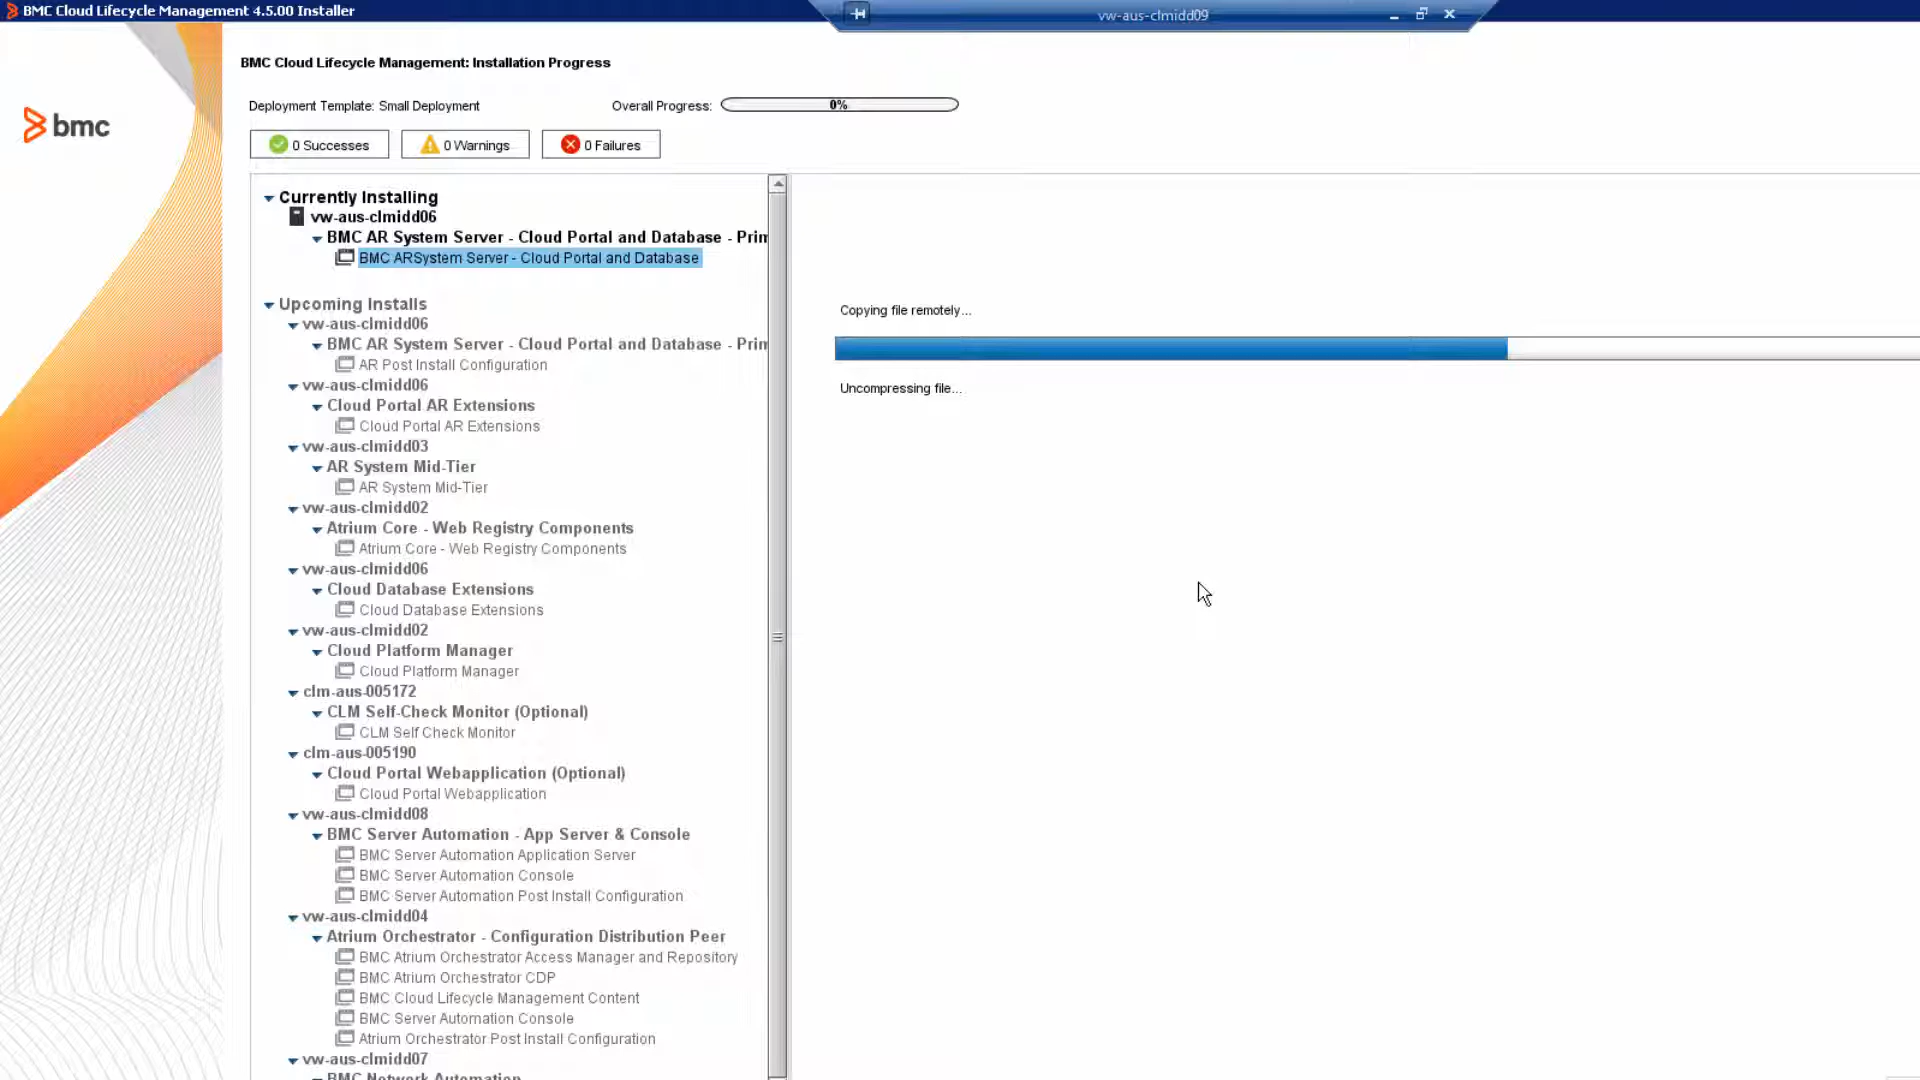 BMC Cloud Lifecycle Management 4.5.00 Installer
vw-aus-clmidd09
bmc
BMC Cloud Lifecycle Management: Installation Progress
Deployment Template: Small Deployment
Overall Progress: 0%
0 Successes
0 Warnings
0 Failures
Currently Installing
vw-aus-clmidd06
BMC AR System Server - Cloud Portal and Database - Prim
BMC ARSystem Server - Cloud Portal and Database
Upcoming Installs
vw-aus-clmidd06
BMC AR System Server - Cloud Portal and Database - Prim
AR Post Install Configuration
vw-aus-clmidd06
Cloud Portal AR Extensions
Cloud Portal AR Extensions
vw-aus-clmidd03
AR System Mid-Tier
AR System Mid-Tier
vw-aus-clmidd02
Atrium Core - Web Registry Components
Atrium Core - Web Registry Components
vw-aus-clmidd06
Cloud Database Extensions
Cloud Database Extensions
vw-aus-clmidd02
Cloud Platform Manager
Cloud Platform Manager
clm-aus-005172
CLM Self-Check Monitor (Optional)
CLM Self Check Monitor
clm-aus-005190
Cloud Portal Webapplication (Optional)
Cloud Portal Webapplication
vw-aus-clmidd08
BMC Server Automation - App Server & Console
BMC Server Automation Application Server
BMC Server Automation Console
BMC Server Automation Post Install Configuration
vw-aus-clmidd04
Atrium Orchestrator - Configuration Distribution Peer
BMC Atrium Orchestrator Access Manager and Repository
BMC Atrium Orchestrator CDP
BMC Cloud Lifecycle Management Content
BMC Server Automation Console
Atrium Orchestrator Post Install Configuration
vw-aus-clmidd07
BMC Network Automation
Copying file remotely...
Uncompressing file...